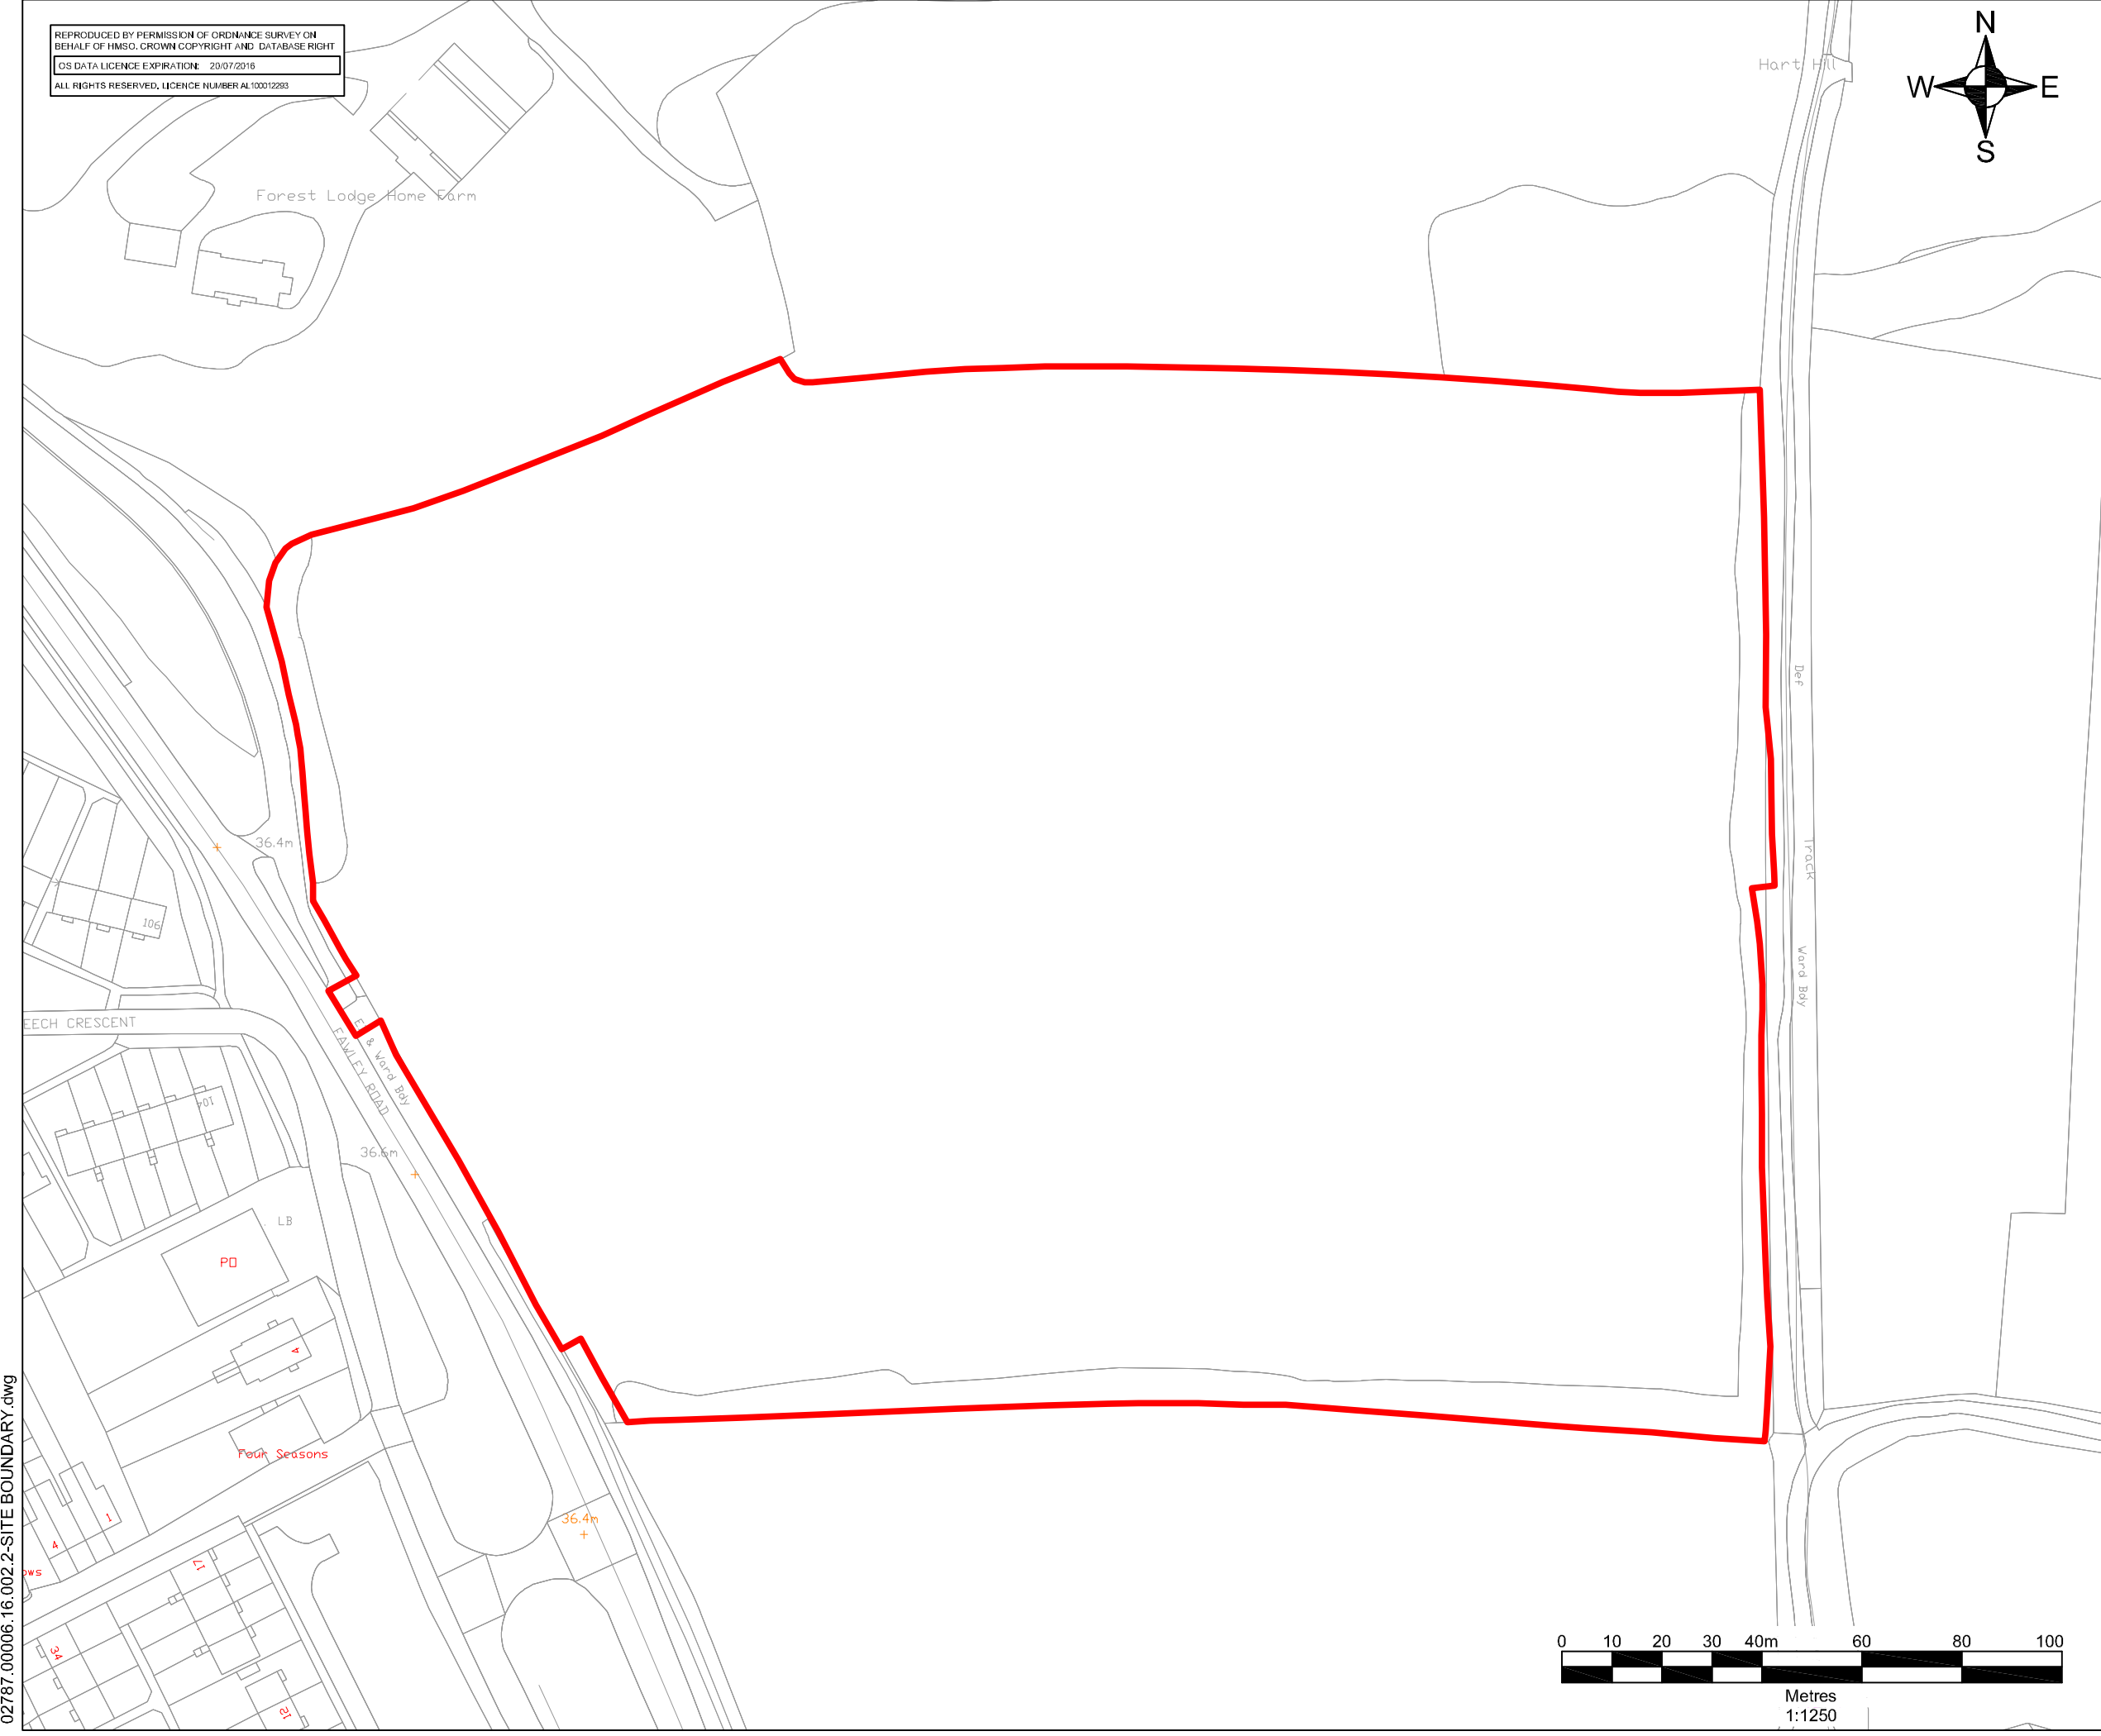 REPRODUCED BY PERMISSION OF ORDNANCE SURVEY ON
BEHALF OF HMSO. CROWN COPYRIGHT AND DATABASE RIGHT
OS DATA LICENCE EXPIRATION: 20/07/2016
ALL RIGHTS RESERVED, LICENCE NUMBER AL100012293
N
W E
S
Hart Hill
Forest Lodge Home Farm
Def
Track
Ward Bdy
36.4m
106
EECH CRESCENT
& Ward Bdy
FAWLEY ROAD
104
36.6m
LB
PO
4
Four Seasons
1
4
ows
17
34
12
36.4m
0 10 20 30 40m 60 80 100
Metres
1:1250
02787.00006.16.002.2-SITE BOUNDARY.dwg